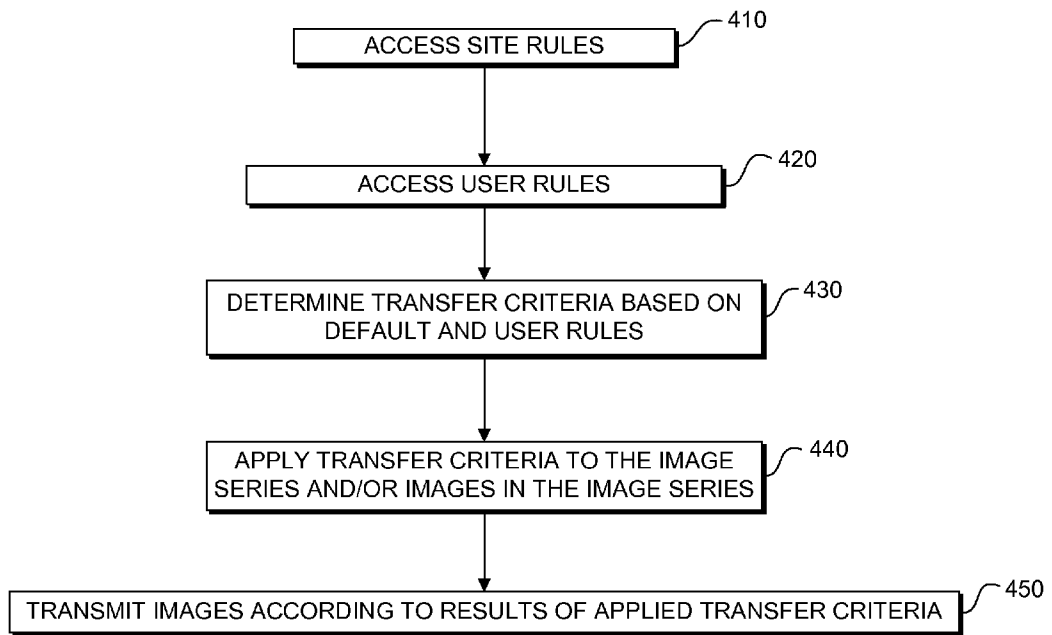 410
ACCESS SITE RULES
420
ACCESS USER RULES
430
DETERMINE TRANSFER CRITERIA BASED ON
DEFAULT AND USER RULES
440
APPLY TRANSFER CRITERIA TO THE IMAGE
SERIES AND/OR IMAGES IN THE IMAGE SERIES
450
TRANSMIT IMAGES ACCORDING TO RESULTS OF APPLIED TRANSFER CRITERIA